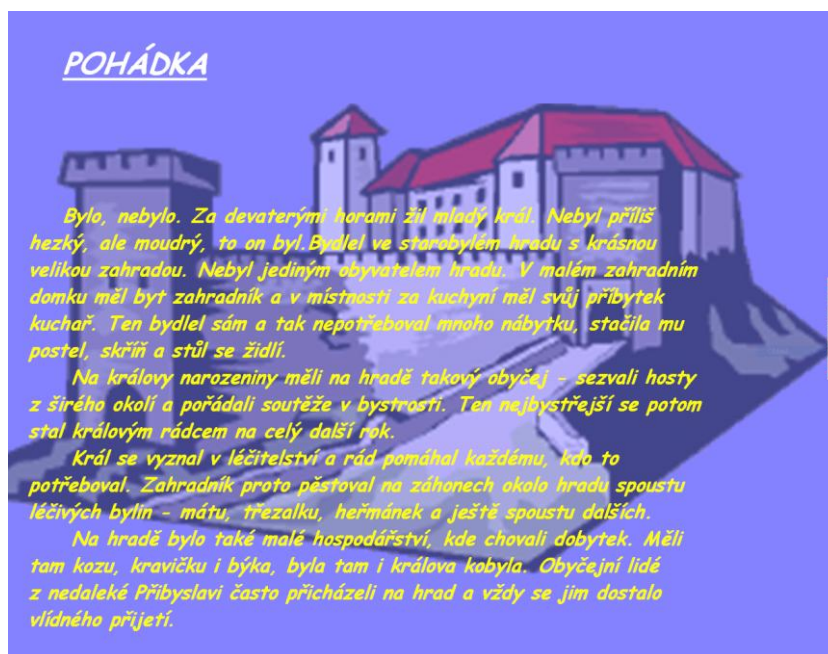 POHÁDKA
Bylo, nebylo. Za devaterými horami žil mladý král. Nebyl příliš
hezký, ale moudrý, to on byl.Bydlel ve starobylém hradu s krásnou
velikou zahradou. Nebyl jediným obyvatelem hradu. V malém zahradním
domku měl byt zahradník a v místnosti za kuchyní měl svůj příbytek
kuchař. Ten bydlel sám a tak nepotřeboval mnoho nábytku, stačila mu
postel, skříň a stůl se židlí.
Na královy narozeniny měli na hradě takový obyčej - sezvali hosty
z širého okolí a pořádali soutěže v bystrosti. Ten nejbystřejší se potom
stal královým rádcem na celý další rok.
Král se vyznal v léčitelství a rád pomáhal každému, kdo to
potřeboval. Zahradník proto pěstoval na záhonech okolo hradu spoustu
léčivých bylin - mátu, třezalku, heřmánek a ještě spoustu dalších.
Na hradě bylo také malé hospodářství, kde chovali dobytek. Měli
tam kozu, kravičku i býka, byla tam i králova kobyla. Obyčejní lidé
z nedaleké Přibyslavi často přicházeli na hrad a vždy se jim dostalo
vlídného přijetí.